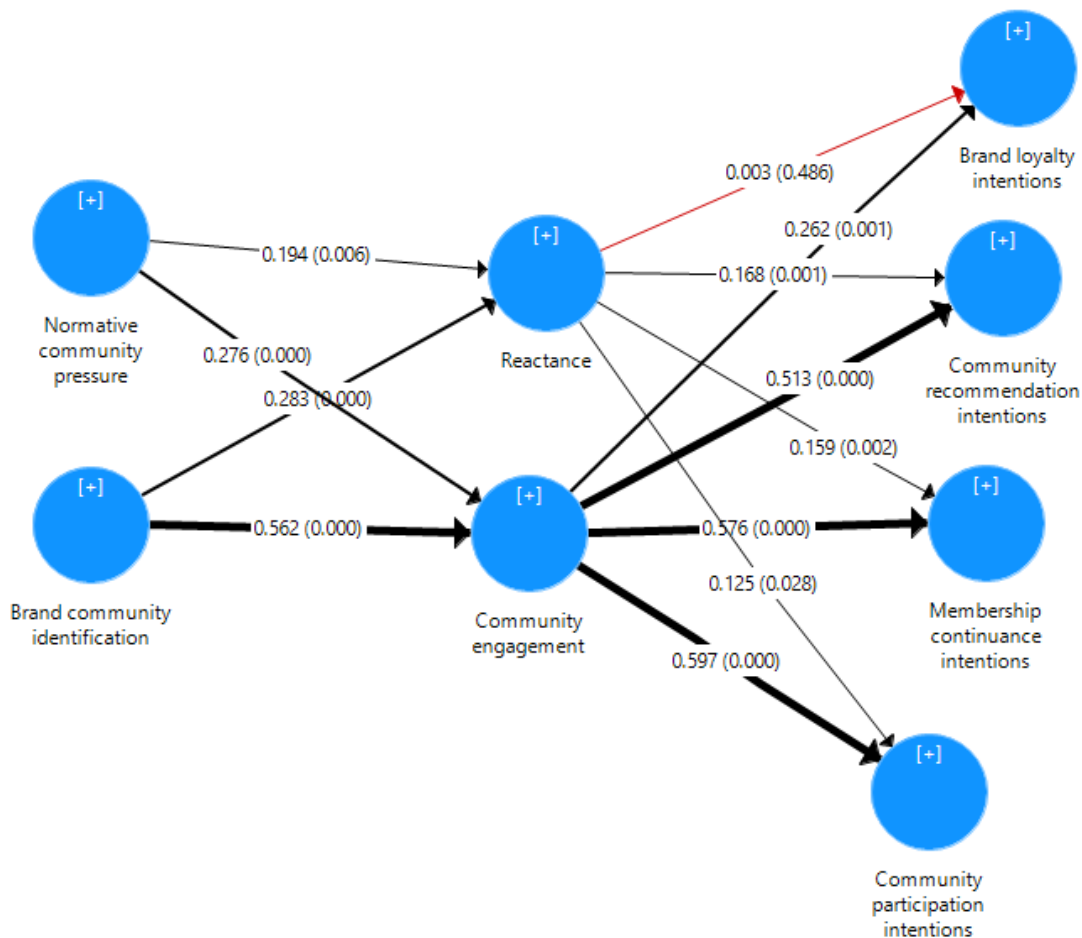 [+]
Brand loyalty
intentions
0.003 (0.486)
[+]
Normative
community
pressure
0.194 (0.006)
[+]
Reactance
0.262 (0.001)
0.168 (0.001)
[+]
Community
recommendation
intentions
0.276 (0.000)
0.283 (0.000)
0.513 (0.000)
0.159 (0.002)
[+]
Brand community
identification
0.562 (0.000)
[+]
Community
engagement
0.576 (0.000)
[+]
Membership
continuance
intentions
0.125 (0.028)
0.597 (0.000)
[+]
Community
participation
intentions